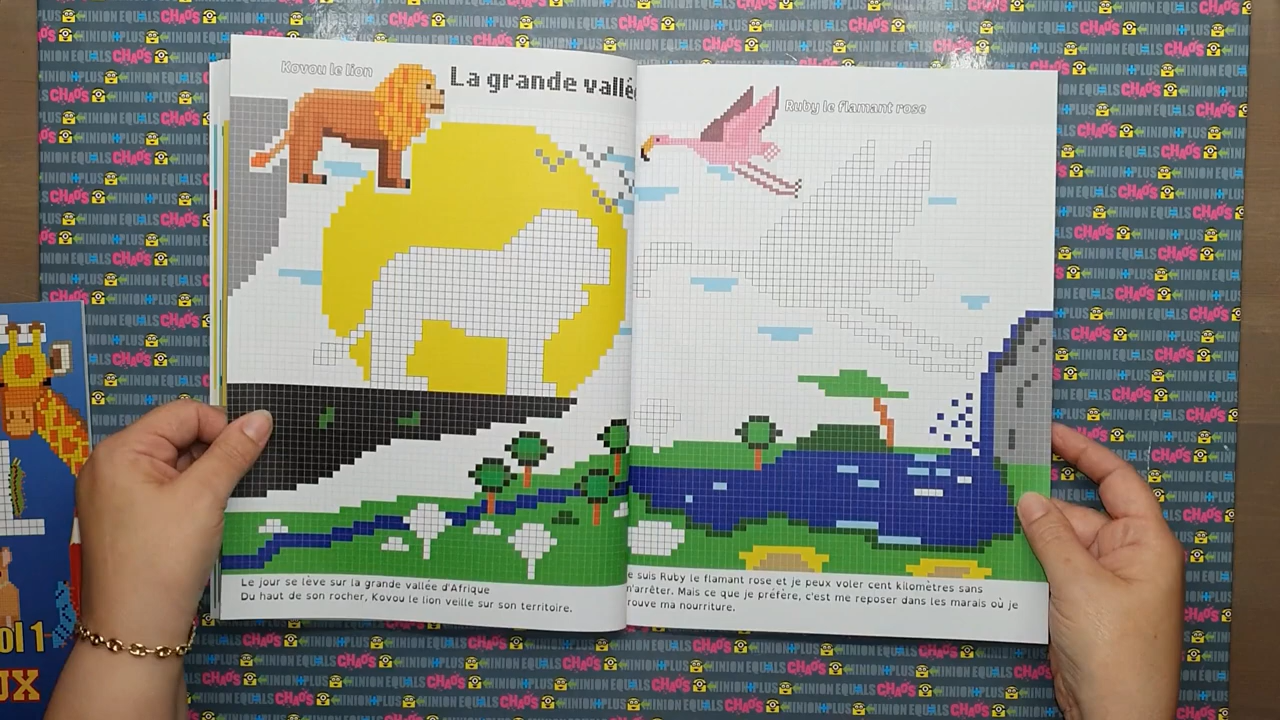 Kovou le lion
La grande vallé
Le jour se lève sur la grande vallée d'Afrique
Du haut de son rocher, Kovou le lion veille sur son territoire.
Ruby le flamant rose
e suis Ruby le flamant rose et je peux voler cent kilomètres sans
n'arrêter. Mais ce que je préfère, c'est me reposer dans les marais où je
rouve ma nourriture.
ol 1
UX
MINION+PLUS MINION EQUALS CHAOS